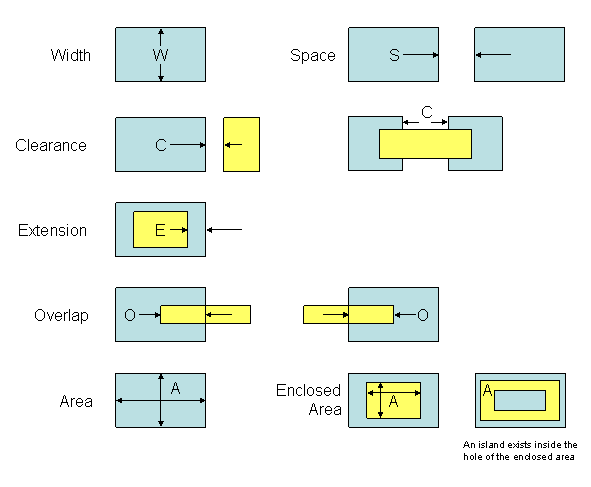 Width
W
Space
S
Clearance
C
C
Extension
E
Overlap
O
O
Area
A
Enclosed
Area
A
A
An island exists inside the
hole of the enclosed area